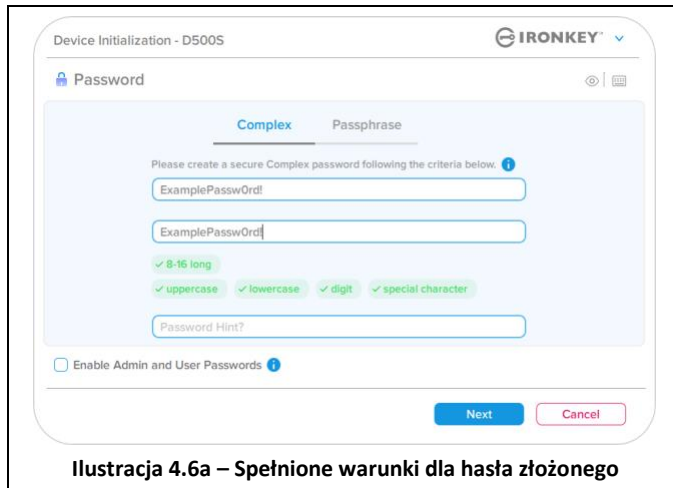 Device Initialization - D500S
IRONKEY
Password
Complex Passphrase
Please create a secure Complex password following the criteria below.
ExamplePassw0rd!
ExamplePassw0rd!
✓ 8-16 long
✓ uppercase ✓ lowercase ✓ digit ✓ special character
Password Hint?
Enable Admin and User Passwords
Next Cancel
Ilustracja 4.6a – Spełnione warunki dla hasła złożonego